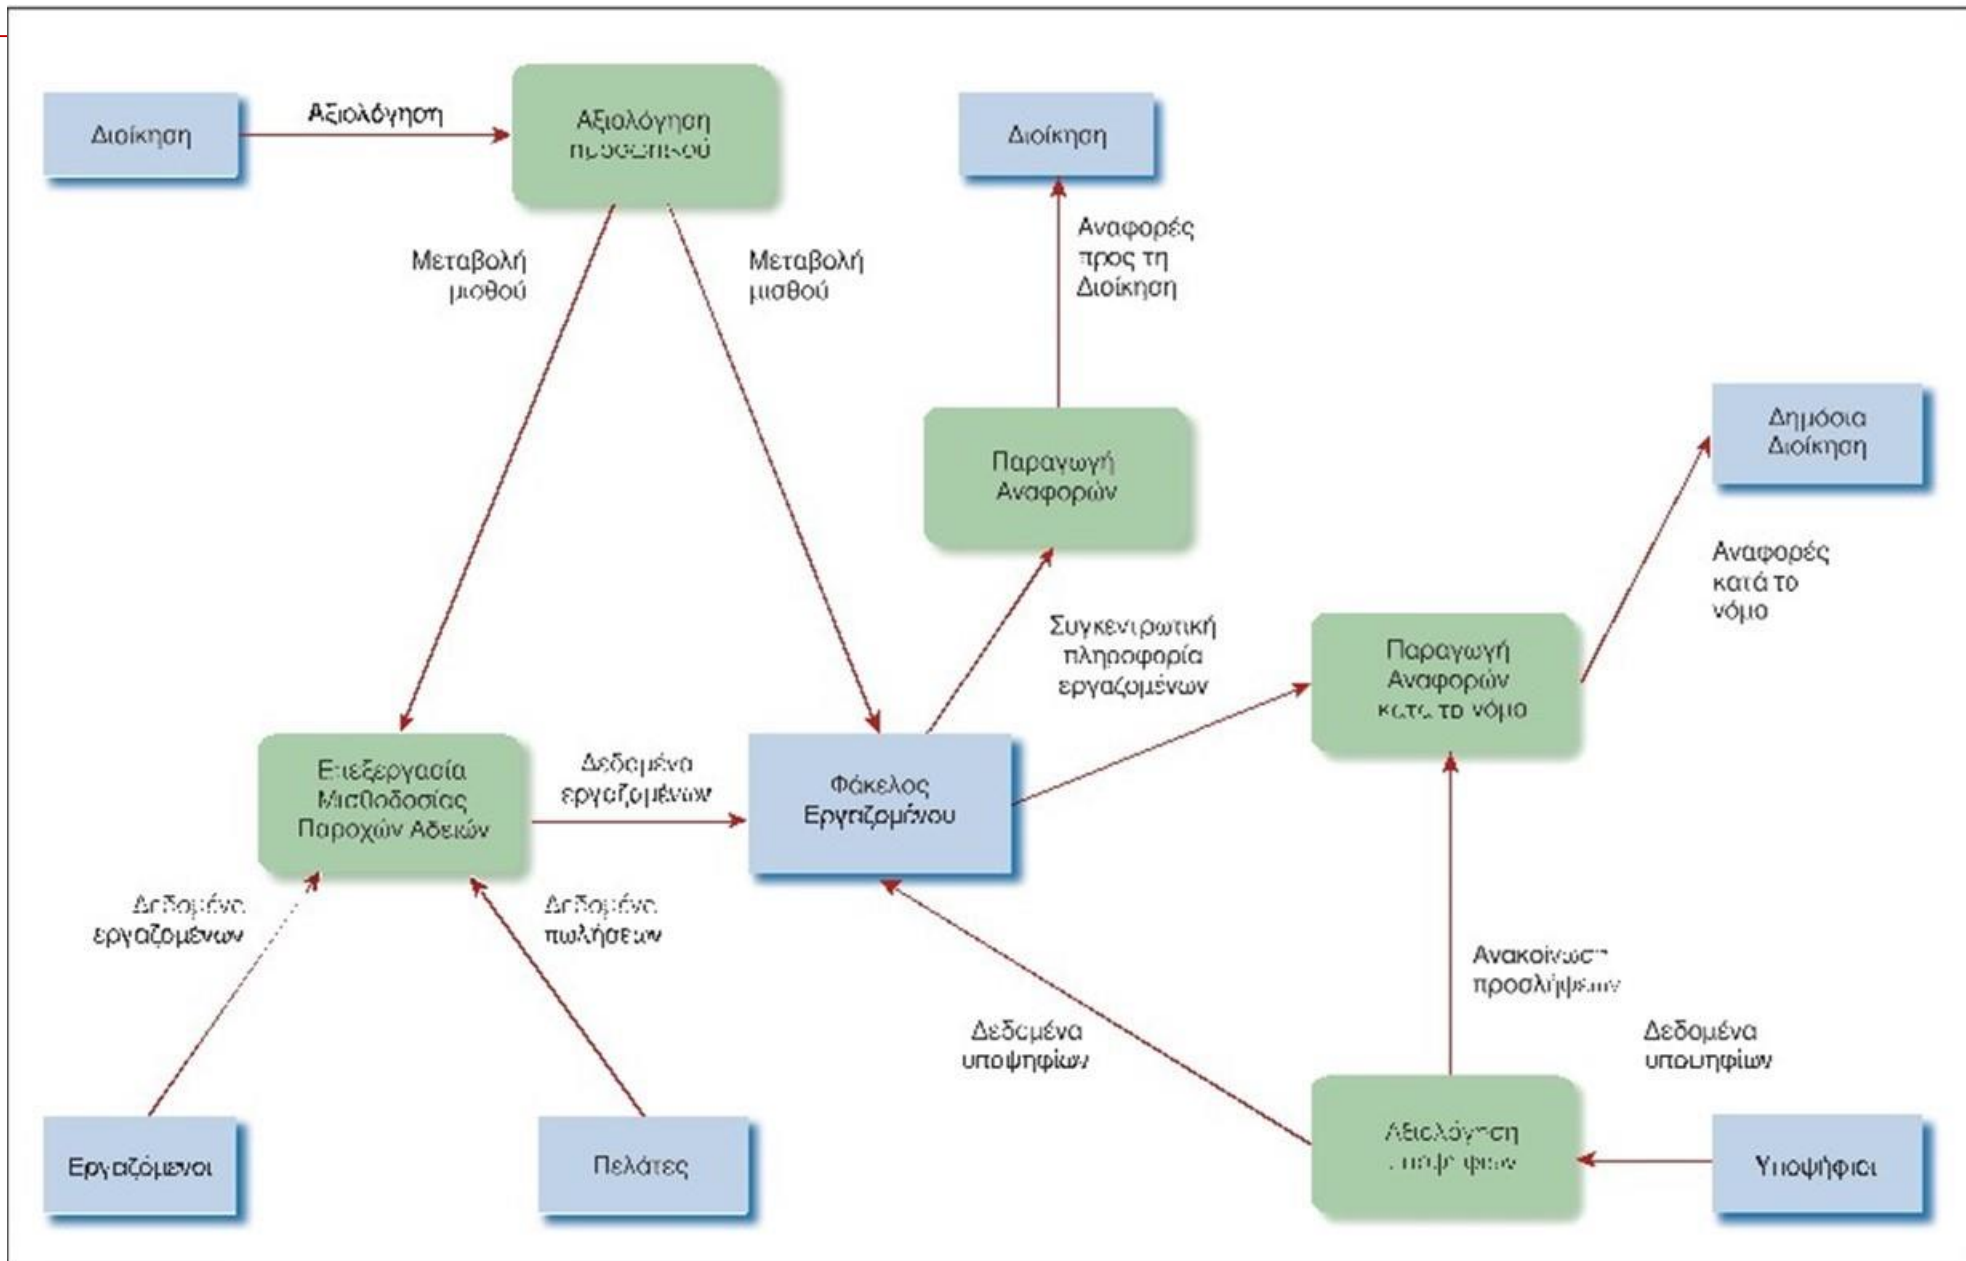 Διοίκηση
Αξιολόγηση
Αξιολόγηση
προσωπικού
Διοίκηση
Μεταβολή
μισθού
Μεταβολή
μισθού
Αναφορές
προς τη
Διοίκηση
Παραγωγή
Αναφορών
Δημόσια
Διοίκηση
Αναφορές
κατά το
νόμο
Συγκεντρωτική
πληροφορία
εργαζομένων
Παραγωγή
Αναφορών
κατα το νόμο
Επεξεργασία
Μισθοδοσίας
Παροχών Αδειών
Δεδομένα
εργαζομένων
Φάκελος
Εργαζομένου
Δεδομένα
εργαζομένων
Δεδομένα
πωλήσεων
Ανακοίνωση
προσλήψεων
Δεδομένα
υποψηφίων
Δεδομένα
υποψηφίων
Εργαζόμενοι
Πελάτες
Αξιολόγηση
υποψηφίων
Υποψήφιοι